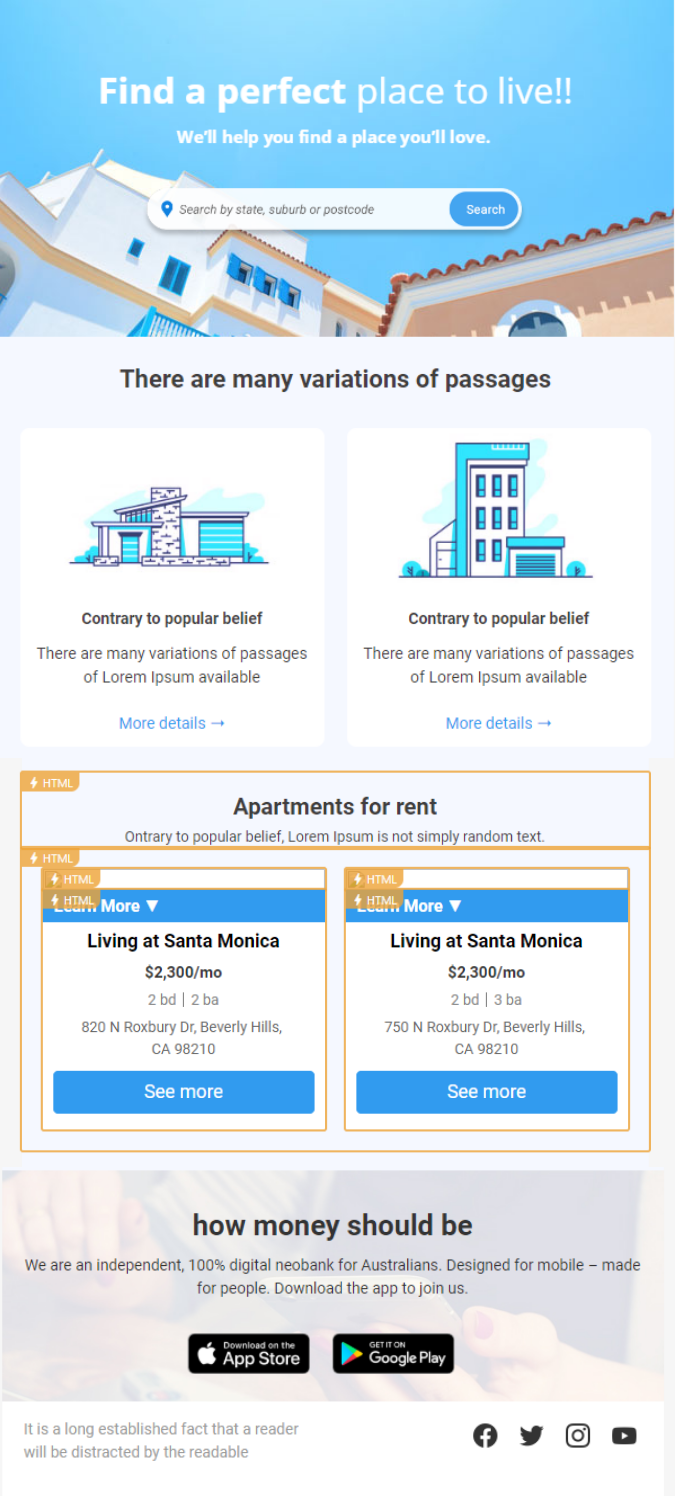 Find a perfect place to live!!
We'll help you find a place you'll love.
Search by state, suburb or postcode
Search
There are many variations of passages
Contrary to popular belief
There are many variations of passages
of Lorem Ipsum available
More details →
Contrary to popular belief
There are many variations of passages
of Lorem Ipsum available
More details →
HTML
Apartments for rent
Ontrary to popular belief, Lorem Ipsum is not simply random text.
HTML
HTML
HTML
Learn More ▼
Living at Santa Monica
$2,300/mo
2 bd | 2 ba
820 N Roxbury Dr, Beverly Hills,
CA 98210
See more
HTML
HTML
Learn More ▼
Living at Santa Monica
$2,300/mo
2 bd | 3 ba
750 N Roxbury Dr, Beverly Hills,
CA 98210
See more
how money should be
We are an independent, 100% digital neobank for Australians. Designed for mobile – made
for people. Download the app to join us.
Download on the
App Store
GET IT ON
Google Play
It is a long established fact that a reader
will be distracted by the readable